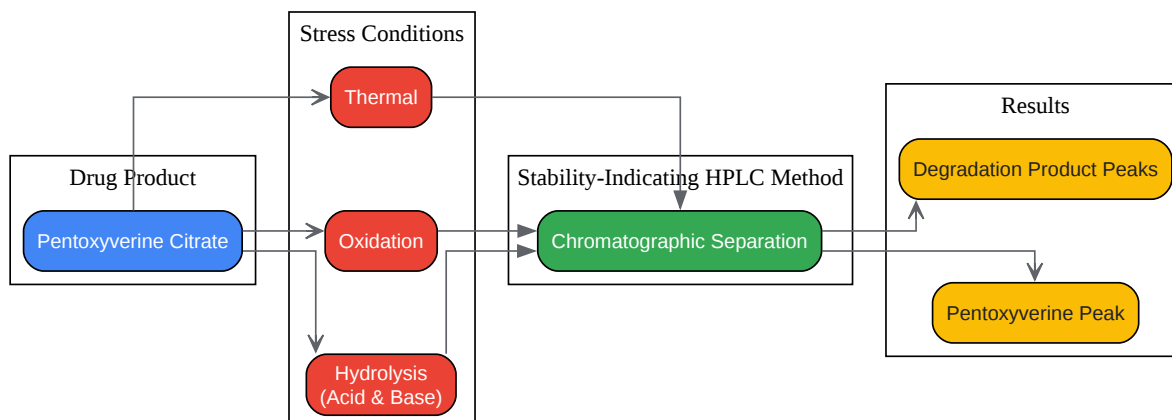 Stress Conditions
Thermal
Results
Drug Product
Stability-Indicating HPLC Method
Degradation Product Peaks
Pentoxyverine Citrate
Oxidation
Chromatographic Separation
Pentoxyverine Peak
Hydrolysis
(Acid & Base)